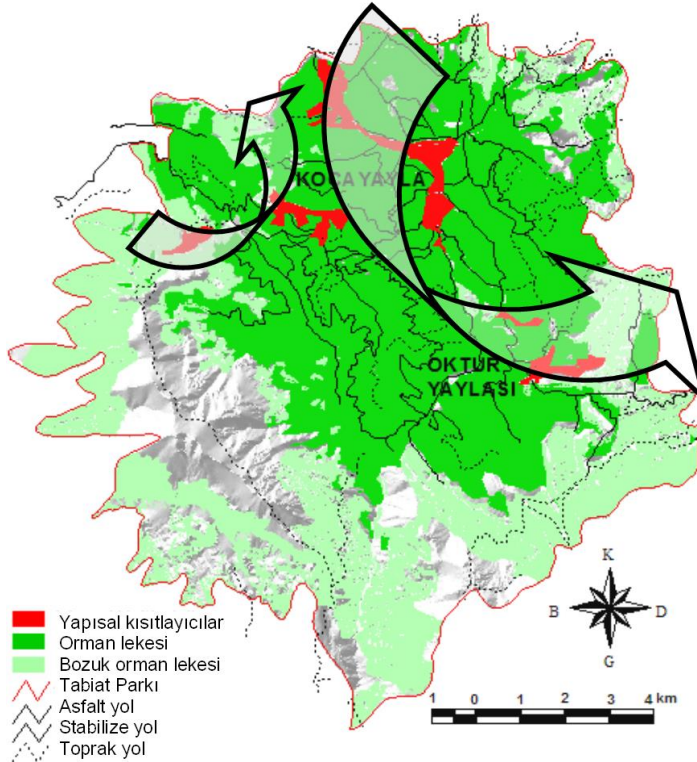 KOCA YAYLA
ÖKTÜR
YAYLASI
K
B D
G
Yapısal kısıtlayıcılar
Orman lekesi
Bozuk orman lekesi
Tabiat Parkı
Asfalt yol
Stabilize yol
Toprak yol
1 0 1 2 3 4 km